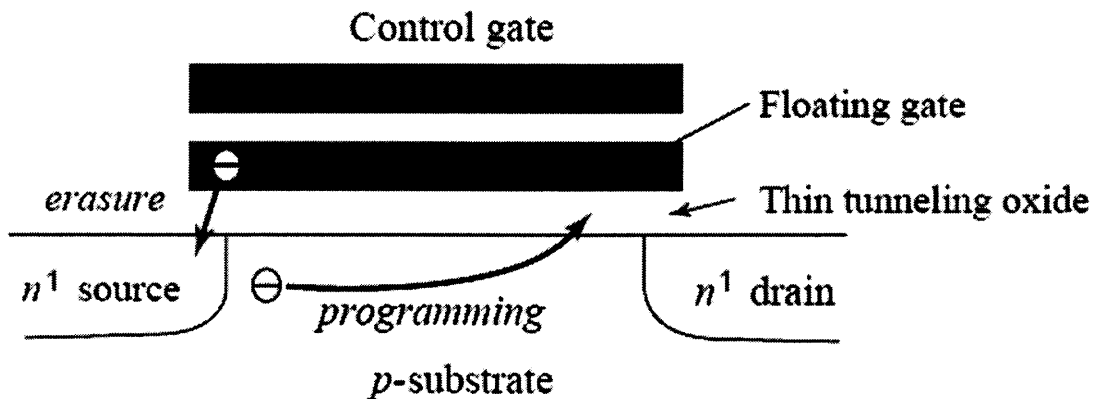 Control gate
Floating gate
erasure
Thin tunneling oxide
n¹ source
programming
n¹ drain
p-substrate